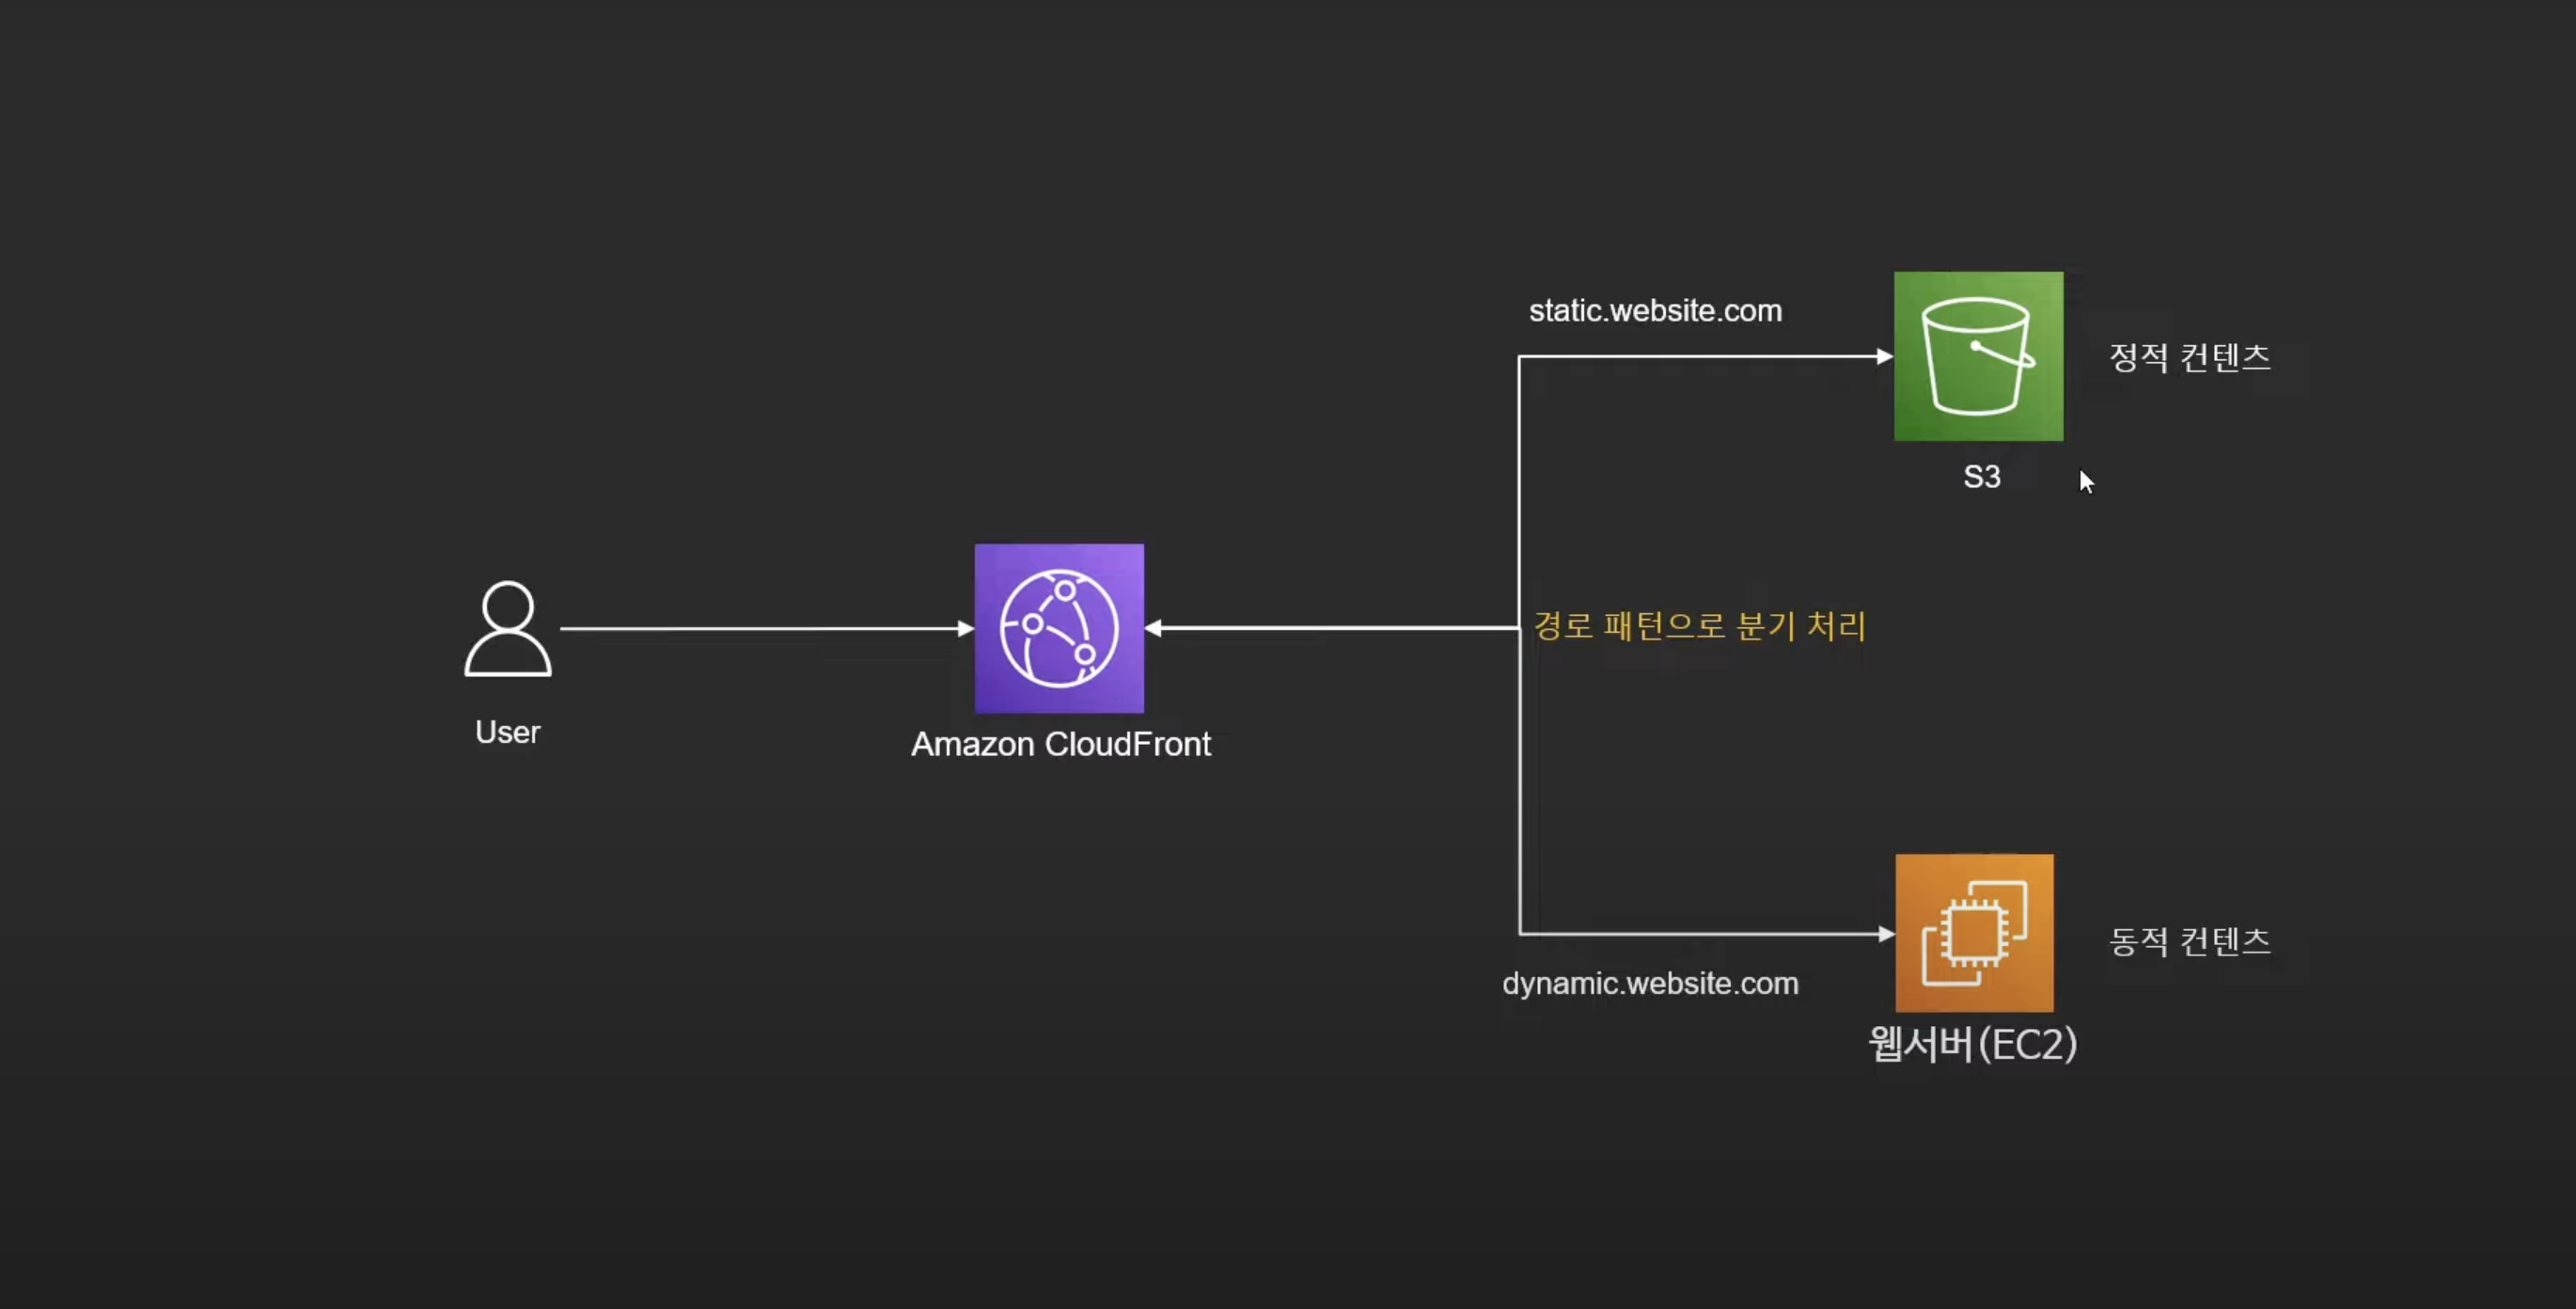 static.website.com
정적 컨텐츠
S3
경로 패턴으로 분기 처리
User
Amazon CloudFront
동적 컨텐츠
dynamic.website.com
웹서버(EC2)